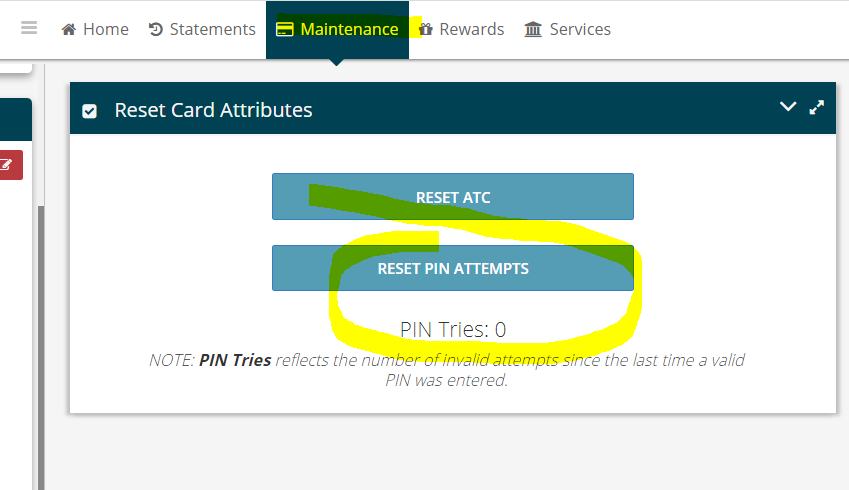 Home Statements Maintenance Rewards Services
Reset Card Attributes
RESET ATC
RESET PIN ATTEMPTS
PIN Tries: 0
NOTE: PIN Tries reflects the number of invalid attempts since the last time a valid
PIN was entered.